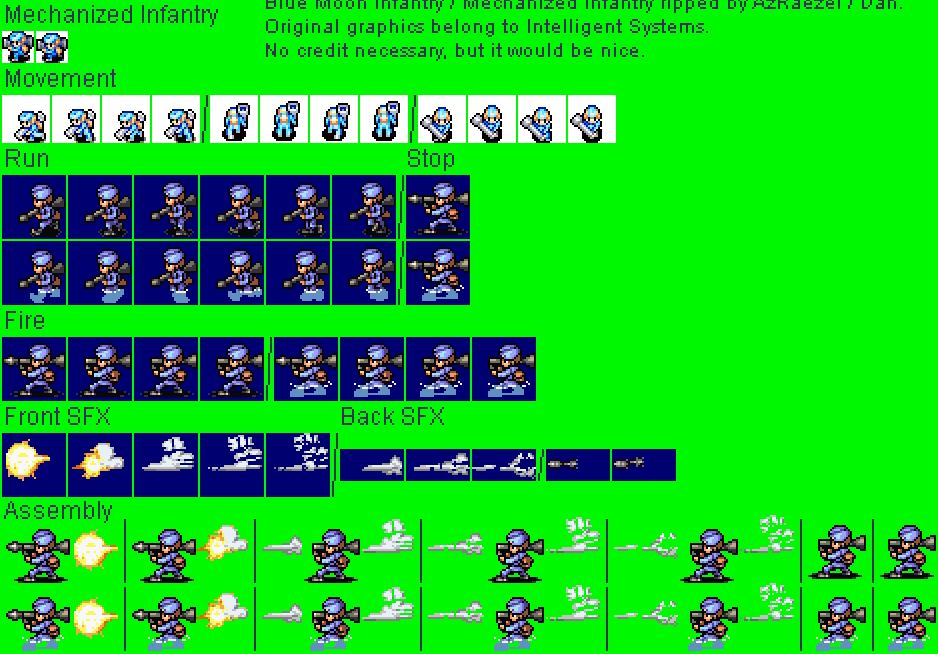 Blue Moon Infantry / Mechanized Infantry ripped by AzRaezel / Dan.
Mechanized Infantry
Original graphics belong to Intelligent Systems.
No credit necessary, but it would be nice.
Movement
Run
Stop
Fire
Front SFX
Back SFX
Assembly